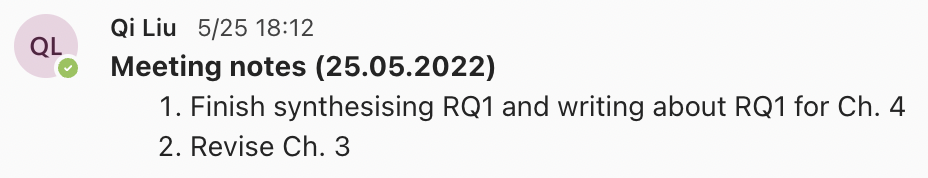 QL
Qi Liu 5/25 18:12
Meeting notes (25.05.2022)
1. Finish synthesising RQ1 and writing about RQ1 for Ch. 4
2. Revise Ch. 3